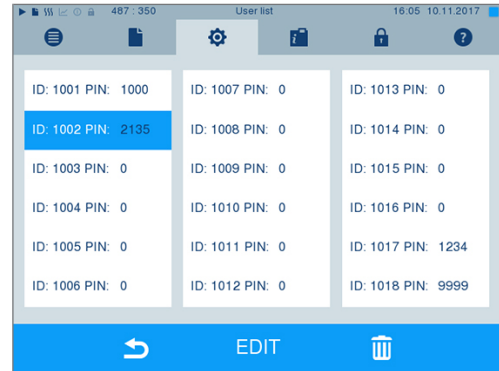 487 : 350 User list 16:05 10.11.2017
ID: 1001 PIN: 1000
ID: 1002 PIN: 2135
ID: 1003 PIN: 0
ID: 1004 PIN: 0
ID: 1005 PIN: 0
ID: 1006 PIN: 0
ID: 1007 PIN: 0
ID: 1008 PIN: 0
ID: 1009 PIN: 0
ID: 1010 PIN: 0
ID: 1011 PIN: 0
ID: 1012 PIN: 0
ID: 1013 PIN: 0
ID: 1014 PIN: 0
ID: 1015 PIN: 0
ID: 1016 PIN: 0
ID: 1017 PIN: 1234
ID: 1018 PIN: 9999
EDIT